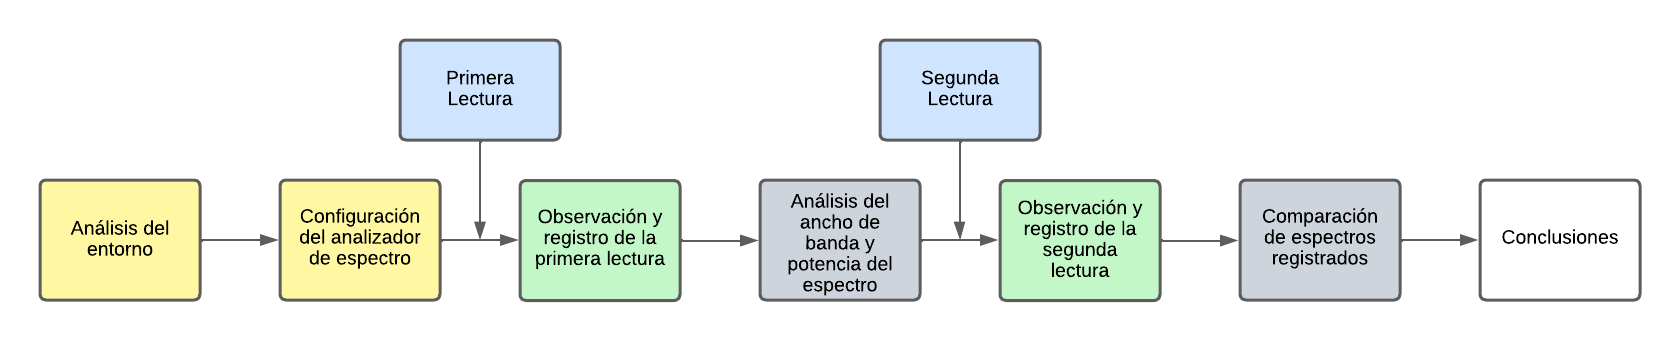 Primera
Lectura
Segunda
Lectura
Análisis del
entorno
Configuración
del analizador
de espectro
Observación y
registro de la
primera lectura
Análisis del
ancho de
banda y
potencia del
espectro
Observación y
registro de la
segunda
lectura
Comparación
de espectros
registrados
Conclusiones